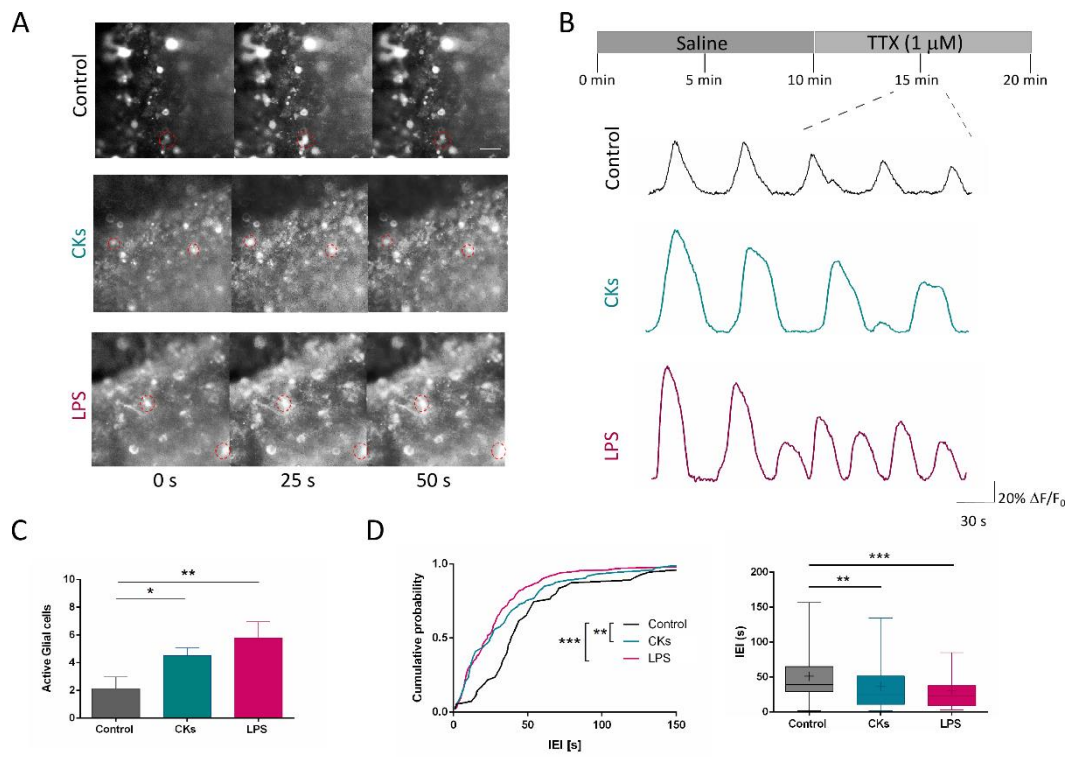 A
Control
CKs
LPS
0 s
25 s
50 s
B
Saline
TTX (1 μM)
0 min
5 min
10 min
15 min
20 min
Control
CKs
LPS
20% ΔF/F0
30 s
C
Active Glial cells
10
8
6
4
2
0
**
*
Control
CKs
LPS
D
Cumulative probability
1.0
0.5
0.0
0
50
100
150
IEI [s]
*** ** Control
CKs
LPS
IEI (s)
200
150
100
50
0
***
**
Control
CKs
LPS